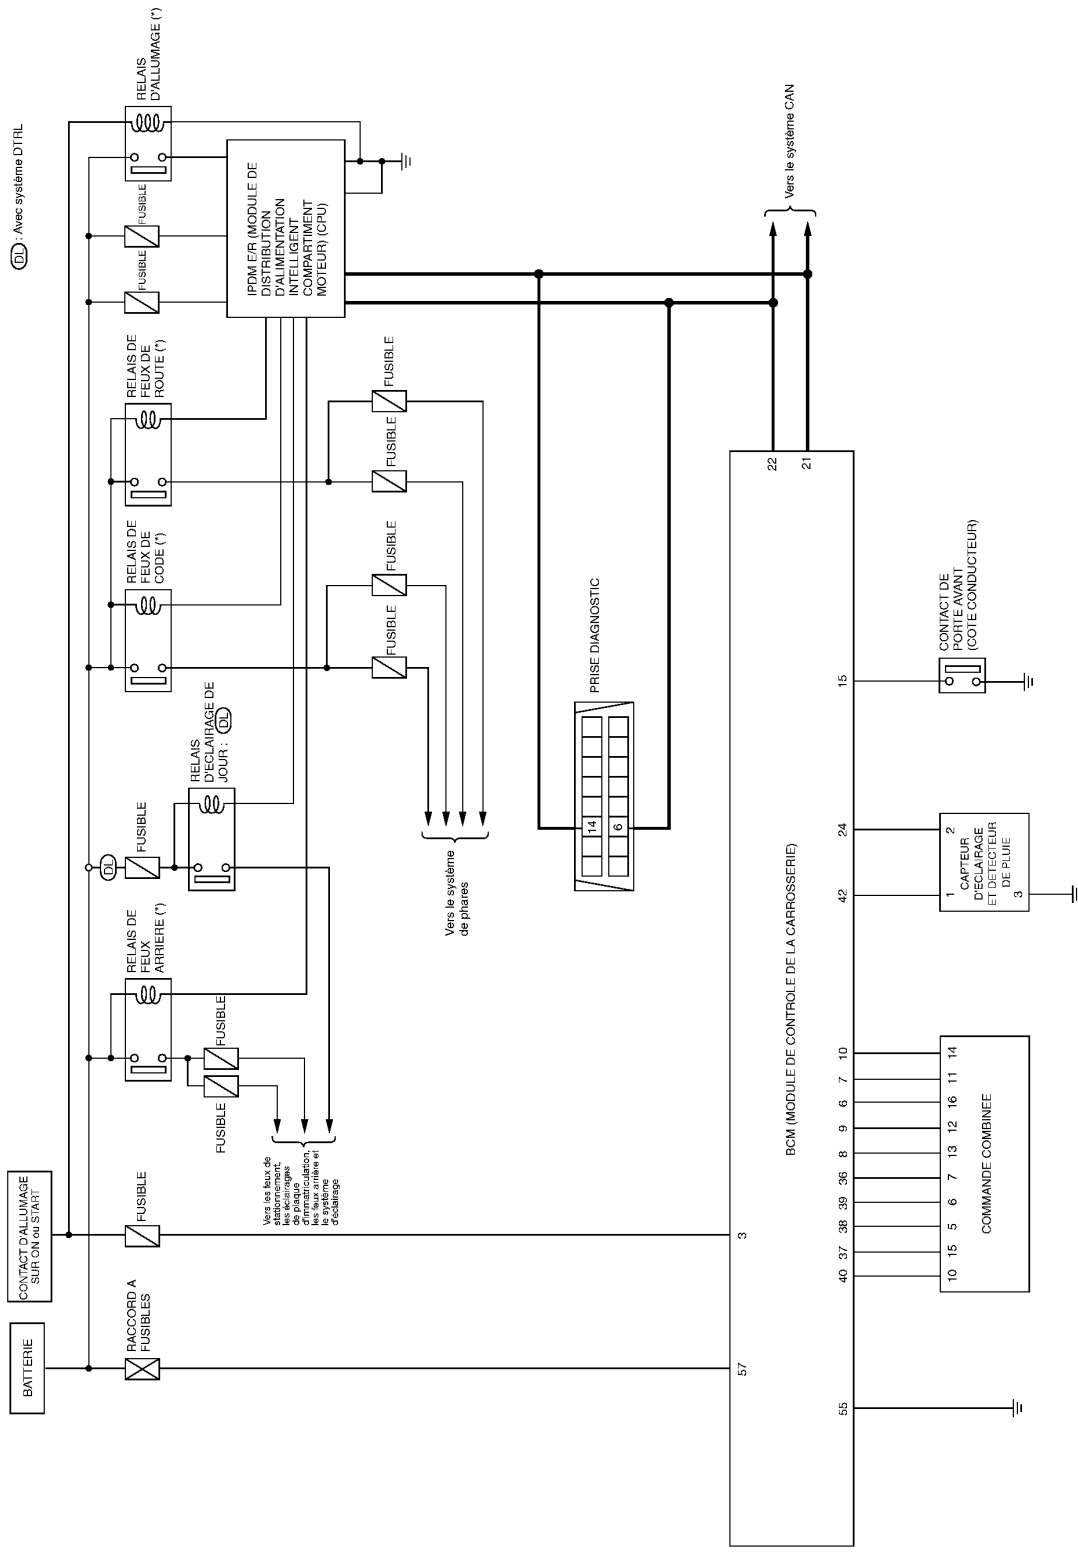 DL : Avec système DTRL
BATTERIE
CONTACT D'ALLUMAGE
SUR ON ou START
RACCORD A
FUSIBLES
FUSIBLE
RELAIS DE
FEUX
ARRIERE (*)
FUSIBLE
FUSIBLE
DL
FUSIBLE
RELAIS
D'ECLAIRAGE DE
JOUR : DL
RELAIS DE
FEUX DE
CODE (*)
RELAIS DE
FEUX DE
ROUTE (*)
FUSIBLE
FUSIBLE
RELAIS
D'ALLUMAGE (*)
IPDM E/R (MODULE DE
DISTRIBUTION
D'ALIMENTATION
INTELLIGENT
COMPARTIMENT
MOTEUR) (CPU)
Vers les feux de
stationnement,
les éclairages
de plaque
d'immatriculation,
les feux arrière et
le système
d'éclairage
FUSIBLE
FUSIBLE
FUSIBLE
FUSIBLE
Vers le système
de phares
PRISE DIAGNOSTIC
14
6
Vers le système CAN
57
3
22
21
BCM (MODULE DE CONTROLE DE LA CARROSSERIE)
55
40
37
38
39
36
8
9
6
7
10
42
24
15
10
15
5
6
7
13
12
16
11
14
COMMANDE COMBINEE
1
2
CAPTEUR
D'ECLAIRAGE
ET DETECTEUR
DE PLUIE
3
CONTACT DE
PORTE AVANT
(COTE CONDUCTEUR)